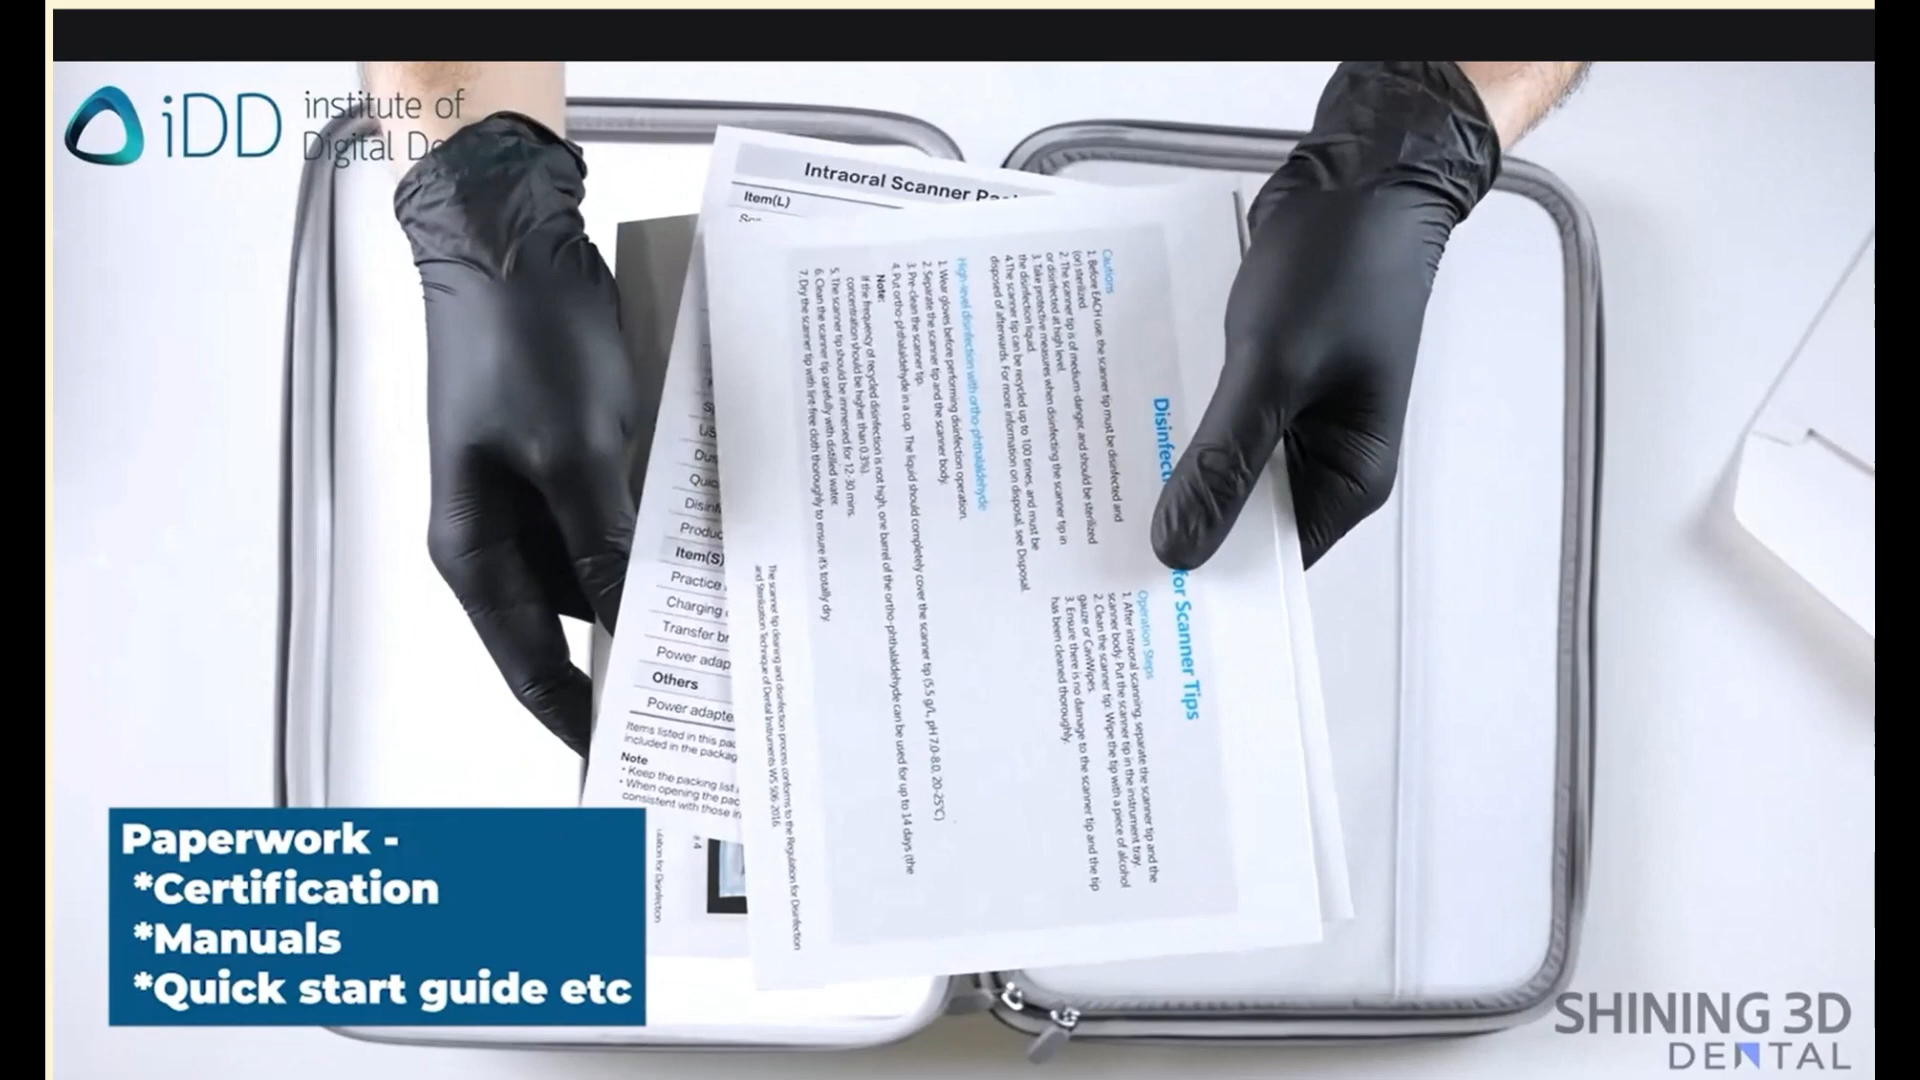 iDD
institute of
Digital De
Intraoral Scanner Pac
Item(L)
Dus
Quic
Disinf
Produc
Item(S)
Practice
Charging
Transfer br
Power adap
Others
Power adapte
Items listed in this pac
included in the packag
Note
• Keep the packing list
• When opening the pac
consistent with those in
Disinfect for Scanner Tips
Cautions
1. Before EACH use, the scanner tip must be disinfected and
(or) sterilized.
2. The scanner tip is of medium danger, and should be sterilized
or disinfected at high level.
3. Take protective measures when disinfecting the scanner tip in
the disinfection liquid.
4. The scanner tip can be recycled up to 100 times, and must be
disposed of afterwards. For more information on disposal, see Disposal.
Operation Steps
1. After intraoral scanning, separate the scanner tip and the
scanner body. Put the scanner tip in the instrument tray.
2. Clean the scanner tip: Wipe the tip with a piece of alcohol
gauze or CaviWipes.
3. Ensure there is no damage to the scanner tip and the tip
has been cleaned thoroughly.
High-level disinfection with ortho-phthalaldehyde
1. Wear gloves before performing disinfection operation.
2. Separate the scanner tip and the scanner body.
3. Pre-clean the scanner tip.
4. Put ortho-phthalaldehyde in a cup. The liquid should completely cover the scanner tip (5.5 g/L, pH 7.0-8.0, 20-25℃)
Note:
If the frequency of recycled disinfection is not high, one barrel of the ortho-phthalaldehyde can be used for up to 14 days (the
concentration should be higher than 0.3%).
5. The scanner tip should be immersed for 12-30 mins.
6. Clean the scanner tip carefully with distilled water.
7. Dry the scanner tip with lint-free cloth thoroughly to ensure it's totally dry.
The scanner tip cleaning and disinfection process conforms to the Regulation for Disinfection
and Sterilization Technique of Dental Instruments WS 506-2016.
Paperwork -
*Certification
*Manuals
*Quick start guide etc
SHINING 3D
DENTAL